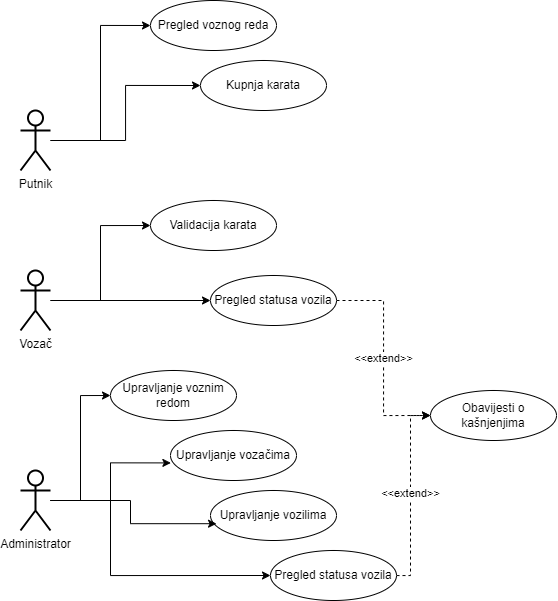 Pregled voznog reda
Kupnja karata
Putnik
Validacija karata
Pregled statusa vozila
Vozač
<<extend>>
Upravljanje voznim
redom
Obavijesti o
kašnjenjima
Upravljanje vozačima
<<extend>>
Upravljanje vozilima
Administrator
Pregled statusa vozila